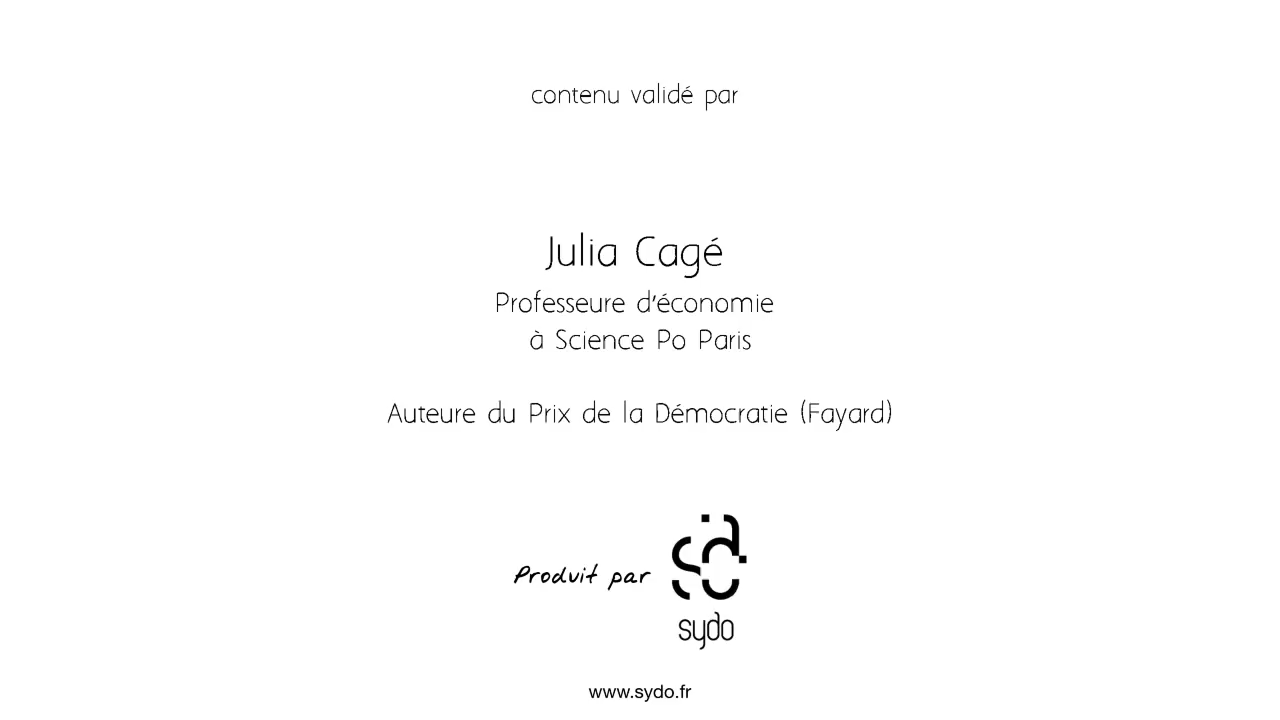 contenu validé par
Julia Cagé
Professeure d'économie
à Science Po Paris
Auteure du Prix de la Démocratie (Fayard)
Produit par
sydo
www.sydo.fr